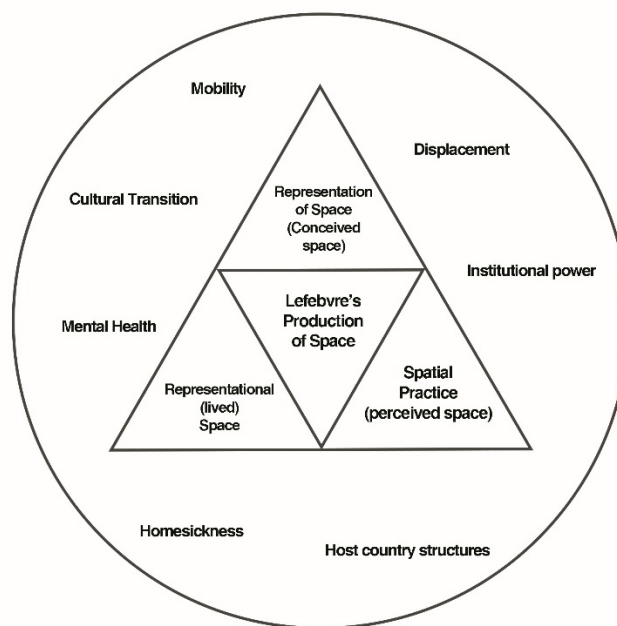 Mobility
Displacement
Cultural Transition
Representation
of Space
(Conceived
space)
Institutional power
Mental Health
Lefebvre's
Production
of Space
Representational
(lived)
Space
Spatial
Practice
(perceived space)
Homesickness
Host country structures